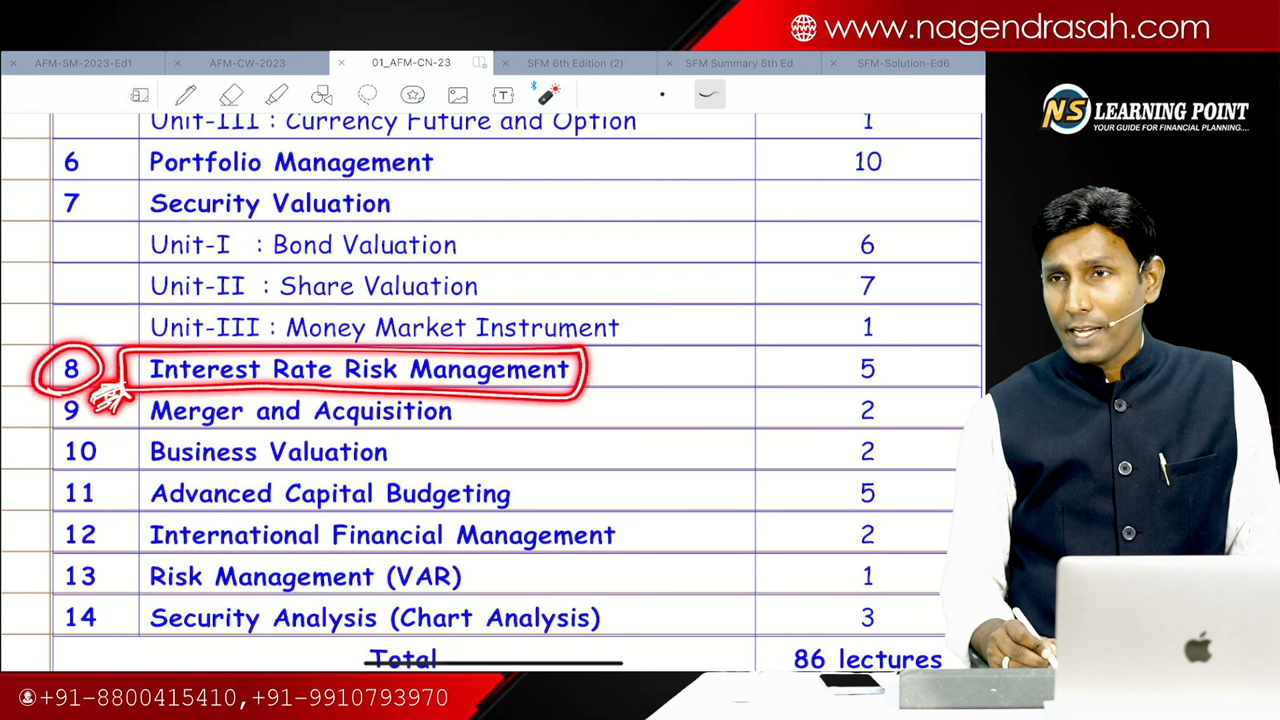 www.nagendrasah.com
AFM-SM-2023-Ed1
AFM-CW-2023
01_AFM-CN-23
SFM 6th Edition (2)
SFM Summary 5th Ed
SFM-Solution-Ed6
NS LEARNING POINT
YOUR GUIDE FOR FINANCIAL PLANNING....
Unit-III : Currency Future and Option 1
6 Portfolio Management 10
7 Security Valuation
Unit-I : Bond Valuation 6
Unit-II : Share Valuation 7
Unit-III : Money Market Instrument 1
8 Interest Rate Risk Management 5
9 Merger and Acquisition 2
10 Business Valuation 2
11 Advanced Capital Budgeting 5
12 International Financial Management 2
13 Risk Management (VAR) 1
14 Security Analysis (Chart Analysis) 3
Total 86 lectures
+91-8800415410,+91-9910793970